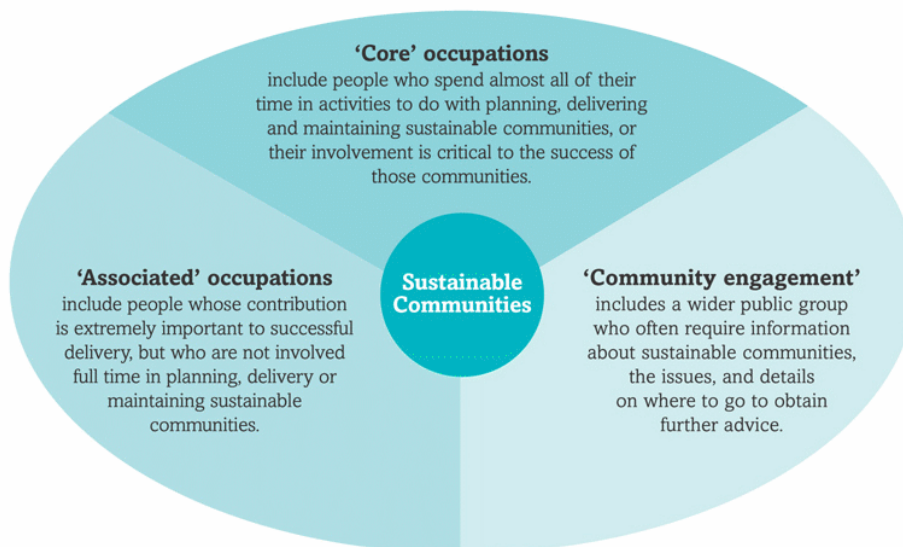 ‘Core’ occupations
include people who spend almost all of their
time in activities to do with planning, delivering
and maintaining sustainable communities, or
their involvement is critical to the success of
those communities.
‘Associated’ occupations
include people whose contribution
is extremely important to successful
delivery, but who are not involved
full time in planning, delivery or
maintaining sustainable
communities.
Sustainable
Communities
‘Community engagement’
includes a wider public group
who often require information
about sustainable communities,
the issues, and details
on where to go to obtain
further advice.